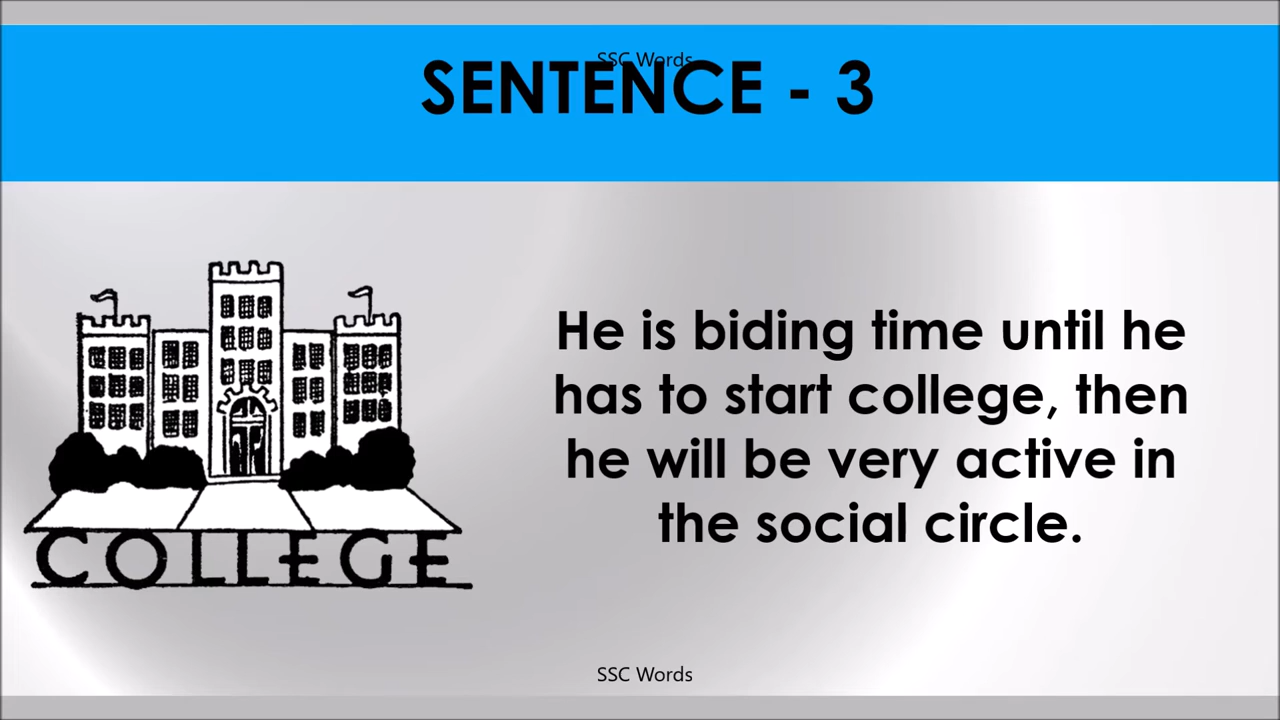 SSC Words
SENTENCE - 3
He is biding time until he
has to start college, then
he will be very active in
the social circle.
COLLEGE
SSC Words